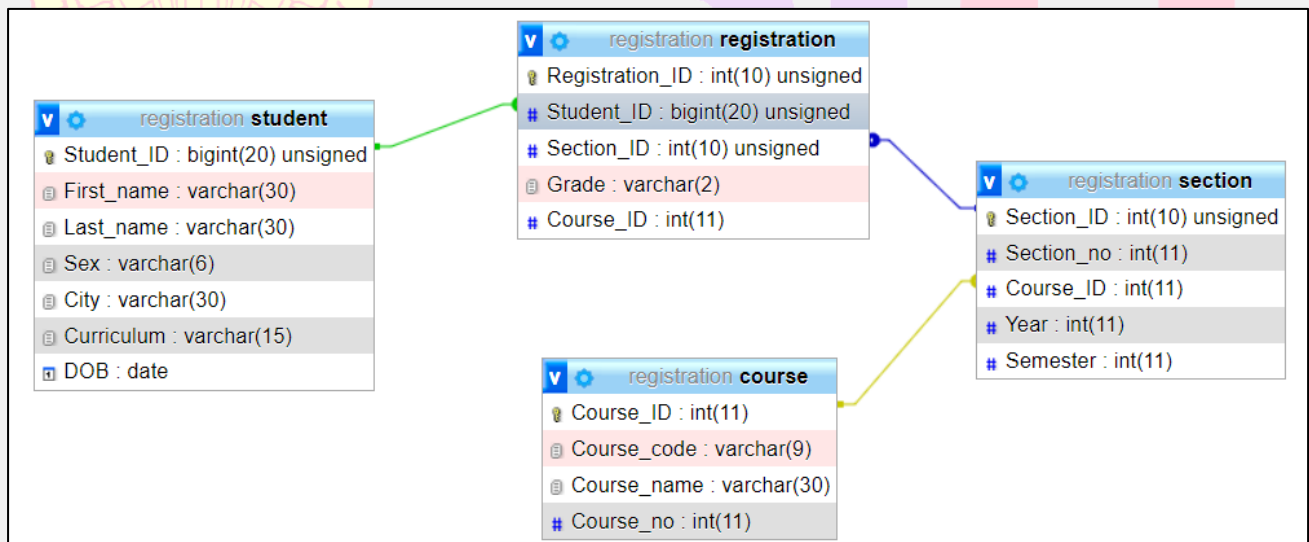 v registration student
Student_ID : bigint(20) unsigned
First_name : varchar(30)
Last_name : varchar(30)
Sex : varchar(6)
City : varchar(30)
Curriculum : varchar(15)
DOB : date
v registration registration
Registration_ID : int(10) unsigned
# Student_ID : bigint(20) unsigned
# Section_ID : int(10) unsigned
Grade : varchar(2)
# Course_ID : int(11)
v registration section
Section_ID : int(10) unsigned
# Section_no : int(11)
# Course_ID : int(11)
# Year : int(11)
# Semester : int(11)
v registration course
Course_ID : int(11)
Course_code : varchar(9)
Course_name : varchar(30)
# Course_no : int(11)